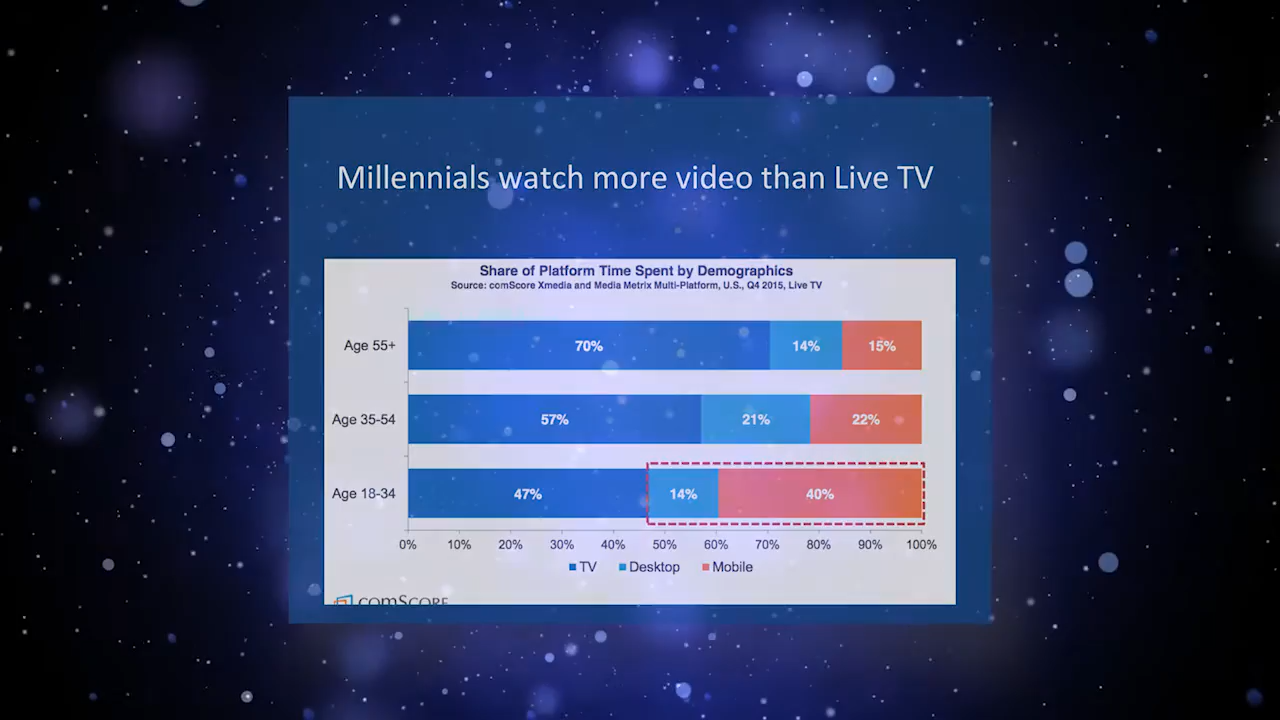 Millennials watch more video than Live TV
Share of Platform Time Spent by Demographics
Source: comScore Xmedia and Media Metrix Multi-Platform, U.S., Q4 2015, Live TV
Age 55+ 70% 14% 15%
Age 35-54 57% 21% 22%
Age 18-34 47% 14% 40%
0% 10% 20% 30% 40% 50% 60% 70% 80% 90% 100%
TV Desktop Mobile
comSCORE